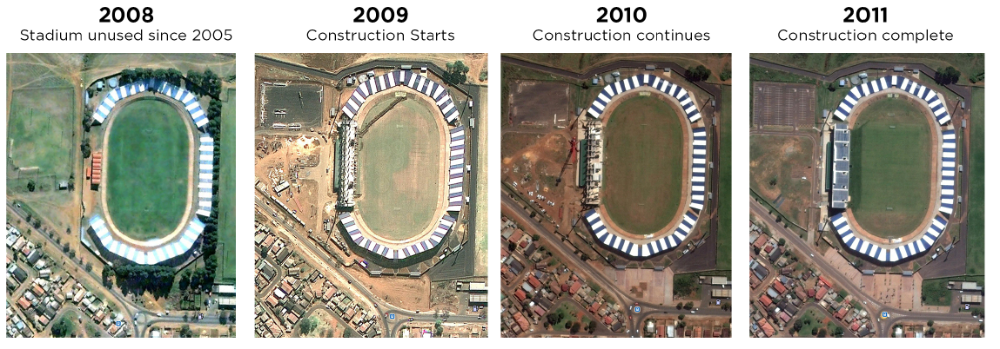 2008
Stadium unused since 2005
2009
Construction Starts
2010
Construction continues
2011
Construction complete